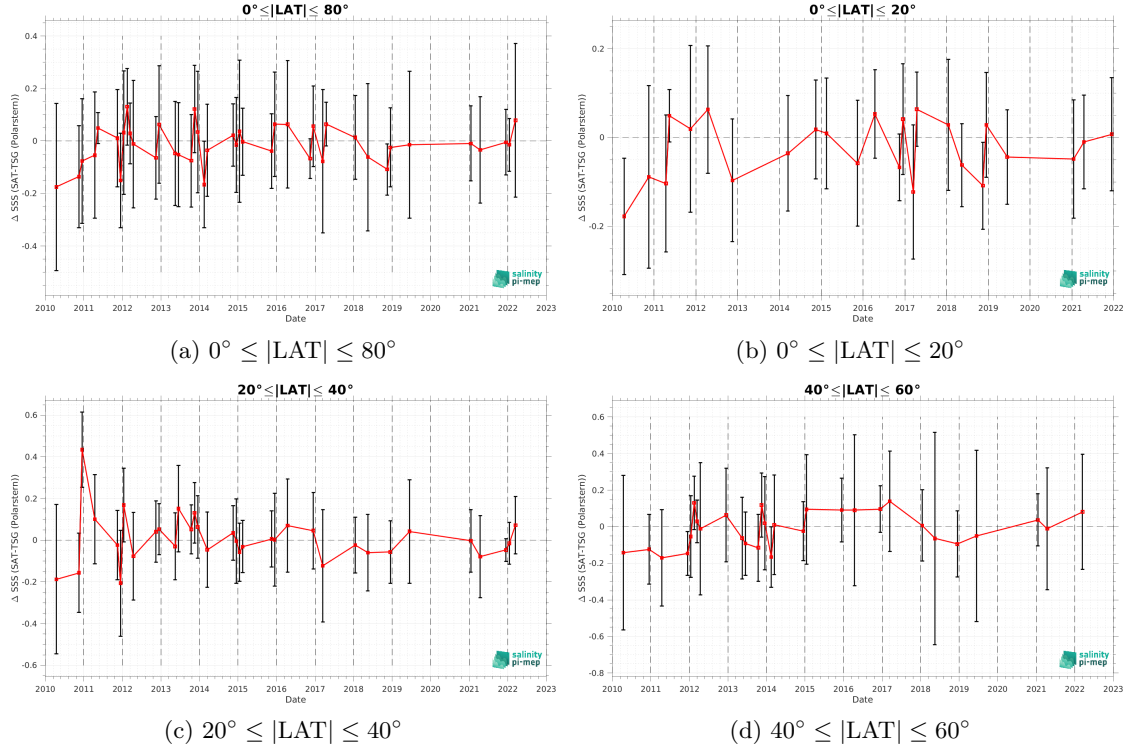 0°≤|LAT|≤ 80°
Δ SSS (SAT-TSG (Polarstern))
0.4
0.2
0
-0.2
-0.4
2010 2011 2012 2013 2014 2015 2016 2017 2018 2019 2020 2021 2022 2023
Date
salinity
pi-mep
(a) 0° ≤ |LAT| ≤ 80°
0°≤|LAT|≤ 20°
Δ SSS (SAT-TSG (Polarstern))
0.2
0
-0.2
2010 2011 2012 2013 2014 2015 2016 2017 2018 2019 2020 2021 2022
Date
salinity
pi-mep
(b) 0° ≤ |LAT| ≤ 20°
20°≤|LAT|≤ 40°
Δ SSS (SAT-TSG (Polarstern))
0.6
0.4
0.2
0
-0.2
-0.4
-0.6
2010 2011 2012 2013 2014 2015 2016 2017 2018 2019 2020 2021 2022 2023
Date
salinity
pi-mep
(c) 20° ≤ |LAT| ≤ 40°
40°≤|LAT|≤ 60°
Δ SSS (SAT-TSG (Polarstern))
0.6
0.4
0.2
0
-0.2
-0.4
-0.6
-0.8
2010 2011 2012 2013 2014 2015 2016 2017 2018 2019 2020 2021 2022 2023
Date
salinity
pi-mep
(d) 40° ≤ |LAT| ≤ 60°